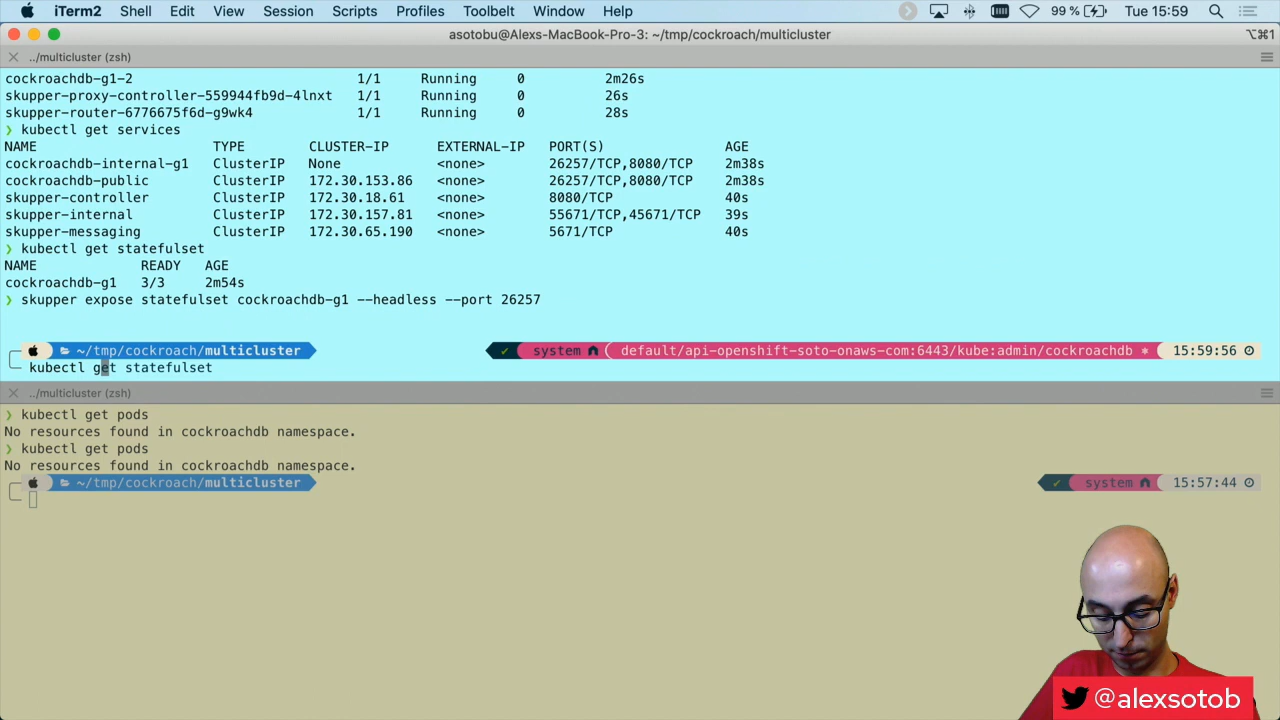 iTerm2 Shell Edit View Session Scripts Profiles Toolbelt Window Help 99 % Tue 15:59
asotobu@Alexs-MacBook-Pro-3: ~/tmp/cockroach/multicluster ⌥⌘1
../multicluster (zsh)
cockroachdb-g1-2 1/1 Running 0 2m26s
skupper-proxy-controller-559944fb9d-4lnxt 1/1 Running 0 26s
skupper-router-6776675f6d-g9wk4 1/1 Running 0 28s
❯ kubectl get services
NAME TYPE CLUSTER-IP EXTERNAL-IP PORT(S) AGE
cockroachdb-internal-g1 ClusterIP None <none> 26257/TCP,8080/TCP 2m38s
cockroachdb-public ClusterIP 172.30.153.86 <none> 26257/TCP,8080/TCP 2m38s
skupper-controller ClusterIP 172.30.18.61 <none> 8080/TCP 40s
skupper-internal ClusterIP 172.30.157.81 <none> 55671/TCP,45671/TCP 39s
skupper-messaging ClusterIP 172.30.65.190 <none> 5671/TCP 40s
❯ kubectl get statefulset
NAME READY AGE
cockroachdb-g1 3/3 2m54s
❯ skupper expose statefulset cockroachdb-g1 --headless --port 26257
~/tmp/cockroach/multicluster ✔ system default/api-openshift-soto-onaws-com:6443/kube:admin/cockroachdb 15:59:56
kubectl get statefulset
../multicluster (zsh)
❯ kubectl get pods
No resources found in cockroachdb namespace.
❯ kubectl get pods
No resources found in cockroachdb namespace.
~/tmp/cockroach/multicluster ✔ system 15:57:44
@alexsotob